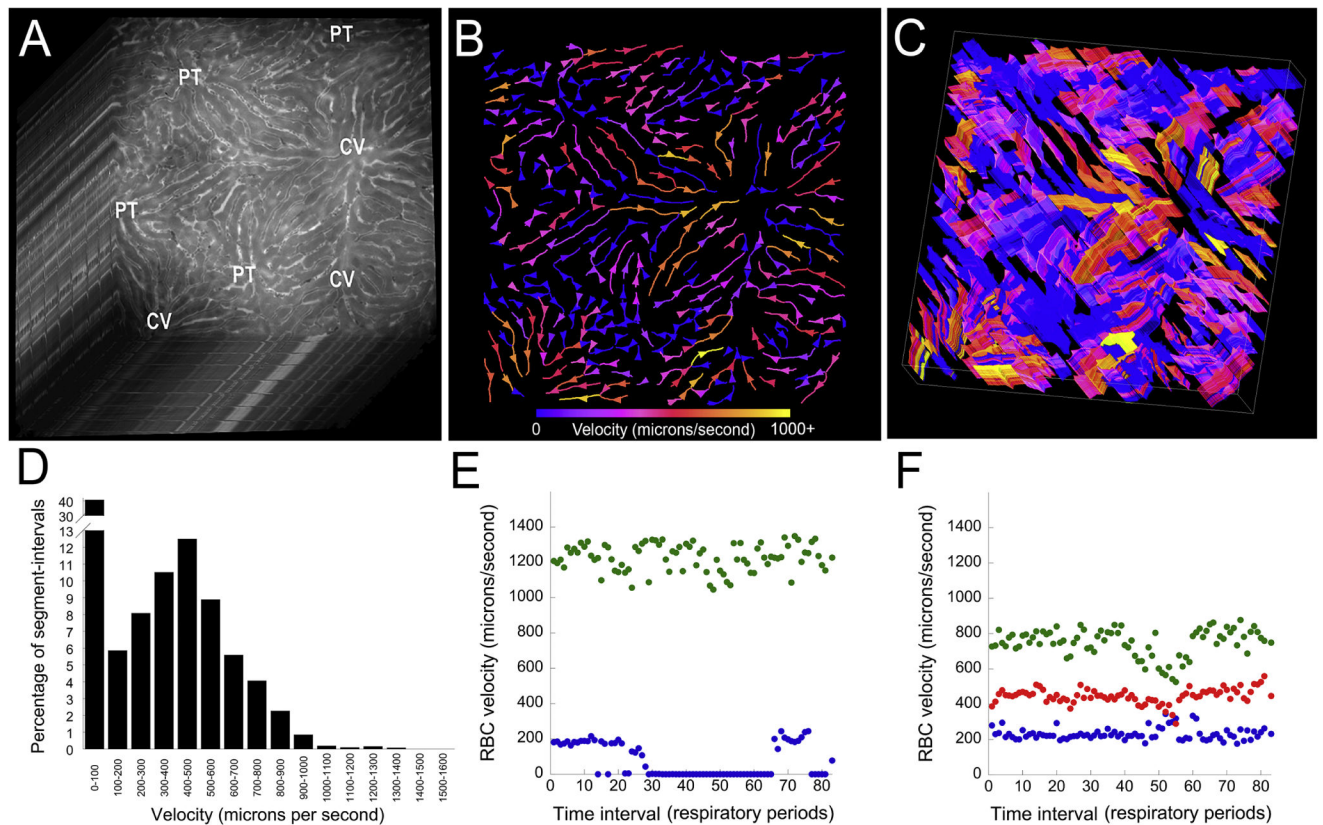 A
PT
PT
CV
PT
PT
CV
CV
B
0 Velocity (microns/second) 1000+
C
D
Percentage of segment-intervals
40
30
13
12
11
10
9
8
7
6
5
4
3
2
1
0
0-100
100-200
200-300
300-400
400-500
500-600
600-700
700-800
800-900
900-1000
1000-1100
1100-1200
1200-1300
1300-1400
1400-1500
1500-1600
Velocity (microns per second)
E
RBC velocity (microns/second)
1400
1200
1000
800
600
400
200
0
0 10 20 30 40 50 60 70 80
Time interval (respiratory periods)
F
RBC velocity (microns/second)
1400
1200
1000
800
600
400
200
0
0 10 20 30 40 50 60 70 80
Time interval (respiratory periods)